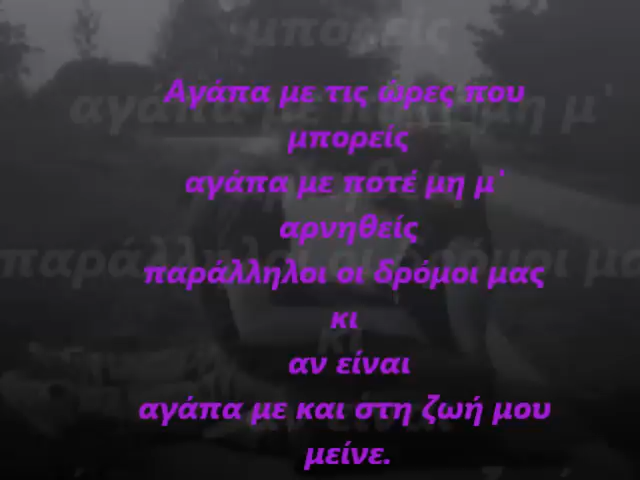 Αγάπα με τις ώρες που
μπορείς
αγάπα με ποτέ μη μ'
αρνηθείς
παράλληλοι οι δρόμοι μας
κι
αν είναι
αγάπα με και στη ζωή μου
μείνε.